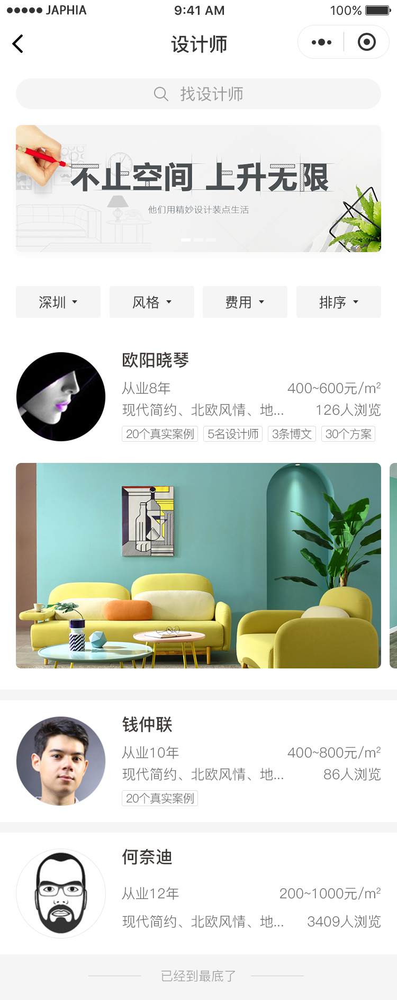 JAPHIA 9:41 AM 100%
设计师
找设计师
不止空间 上升无限
他们用精妙设计装点生活
深圳 风格 费用 排序
欧阳晓琴
从业8年 400~600元/m²
现代简约、北欧风情、地... 126人浏览
20个真实案例 5名设计师 3条博文 30个方案
钱仲联
从业10年 400~800元/m²
现代简约、北欧风情、地... 86人浏览
20个真实案例
何奈迪
从业12年 200~1000元/m²
现代简约、北欧风情、地... 3409人浏览
已经到最底了